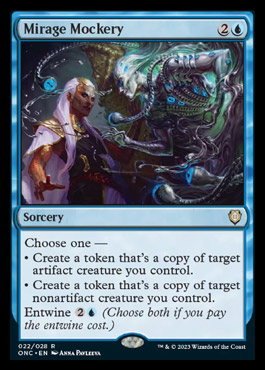 Mirage Mockery 2
Sorcery
Choose one —
• Create a token that's a copy of target
artifact creature you control.
• Create a token that's a copy of target
nonartifact creature you control.
Entwine 2 (Choose both if you pay
the entwine cost.)
022/028 R
ONC • EN Anna Pavleeva
™ & © 2023 Wizards of the Coast